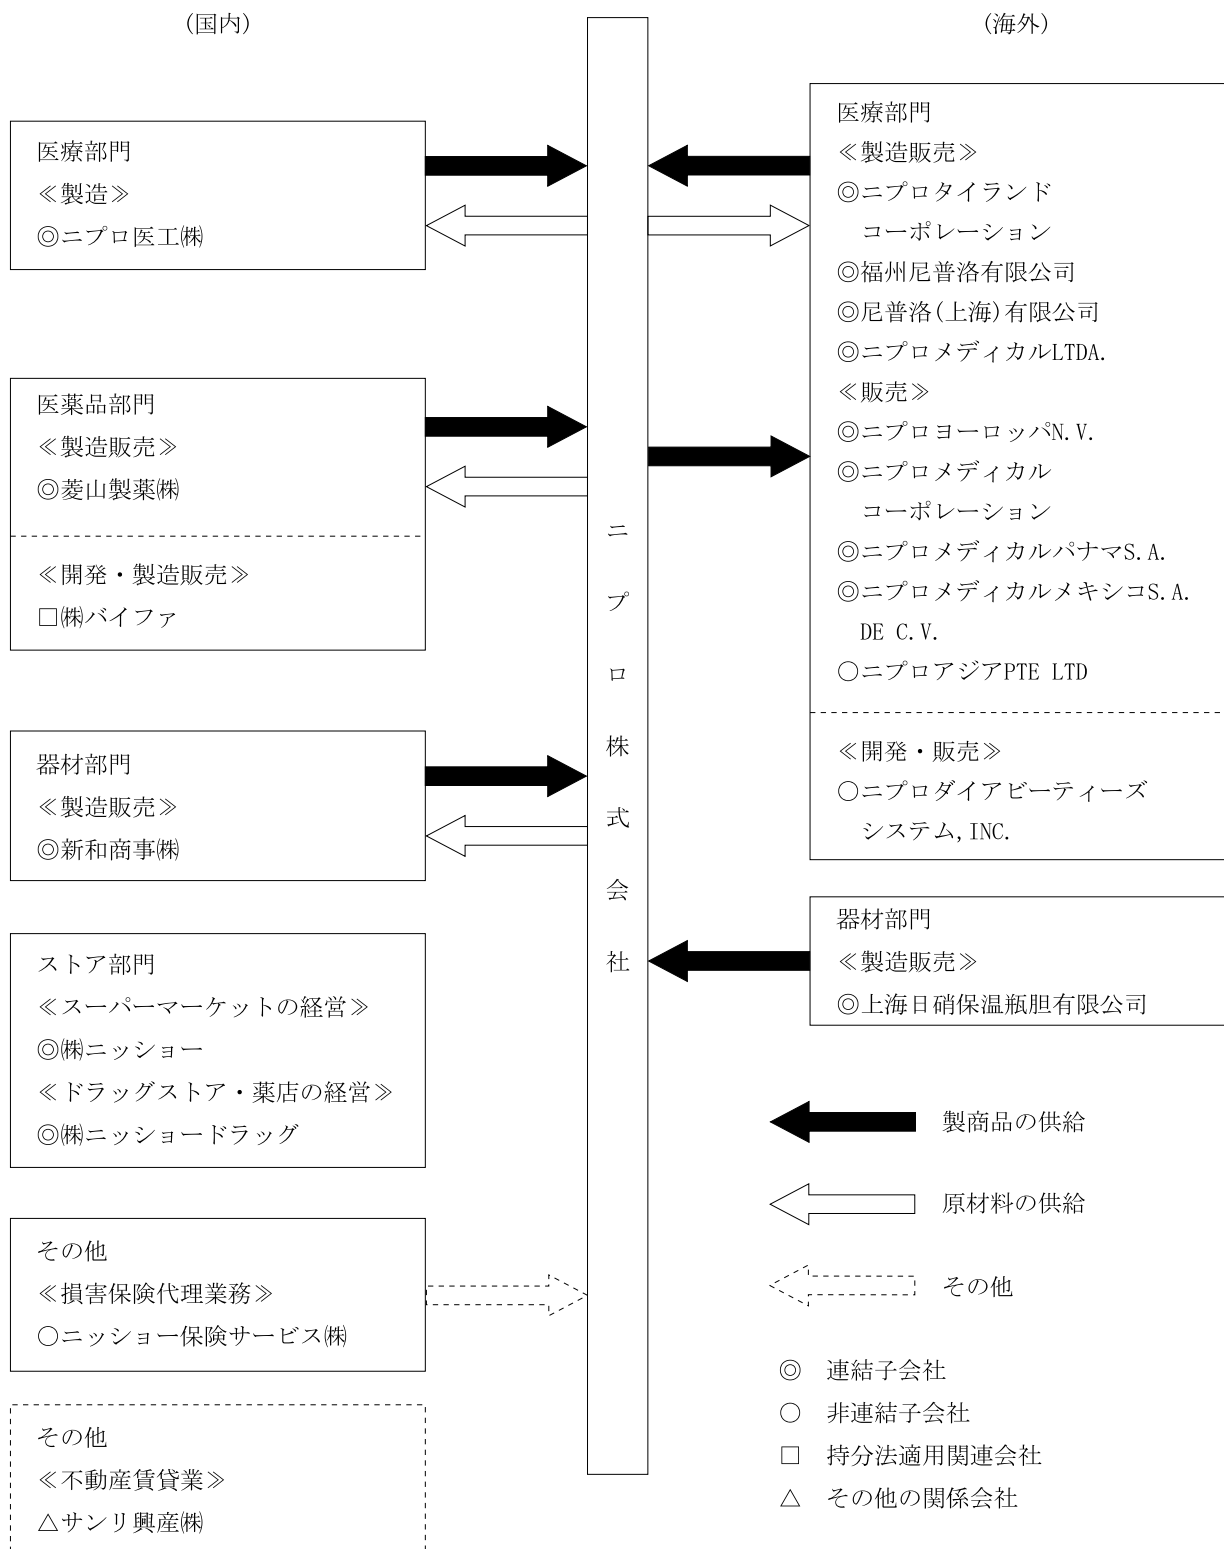 (国内)
医療部門
≪製造≫
◎ニプロ医工㈱
医薬品部門
≪製造販売≫
◎菱山製薬㈱
≪開発・製造販売≫
□㈱バイファ
器材部門
≪製造販売≫
◎新和商事㈱
ストア部門
≪スーパーマーケットの経営≫
◎㈱ニッショー
≪ドラッグストア・薬店の経営≫
◎㈱ニッショードラッグ
その他
≪損害保険代理業務≫
○ニッショー保険サービス㈱
その他
≪不動産賃貸業≫
△サンリ興産㈱
ニプロ株式会社
(海外)
医療部門
≪製造販売≫
◎ニプロタイランド
コーポレーション
◎福州尼普洛有限公司
◎尼普洛(上海)有限公司
◎ニプロメディカルLTDA.
≪販売≫
◎ニプロヨーロッパN.V.
◎ニプロメディカル
コーポレーション
◎ニプロメディカルパナマS.A.
◎ニプロメディカルメキシコS.A.
DE C.V.
○ニプロアジアPTE LTD
≪開発・販売≫
○ニプロダイアビーティーズ
システム,INC.
器材部門
≪製造販売≫
◎上海日硝保温瓶胆有限公司
製商品の供給
原材料の供給
その他
◎ 連結子会社
○ 非連結子会社
□ 持分法適用関連会社
△ その他の関係会社